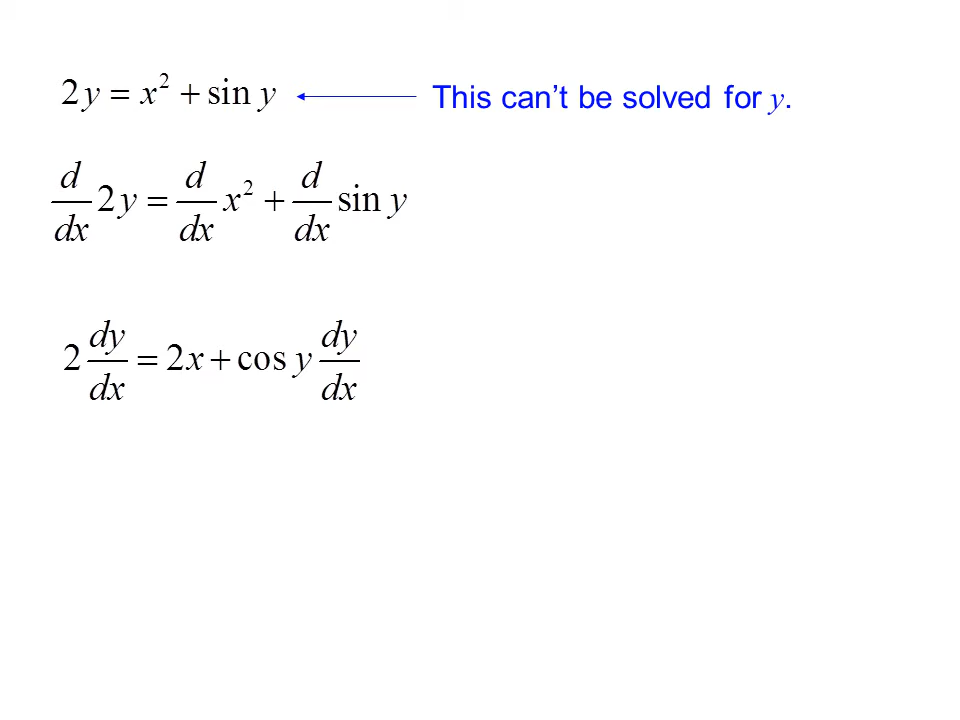 2y = x² + sin y This can't be solved for y.
d/dx 2y = d/dx x² + d/dx sin y
2 dy/dx = 2x + cos y dy/dx